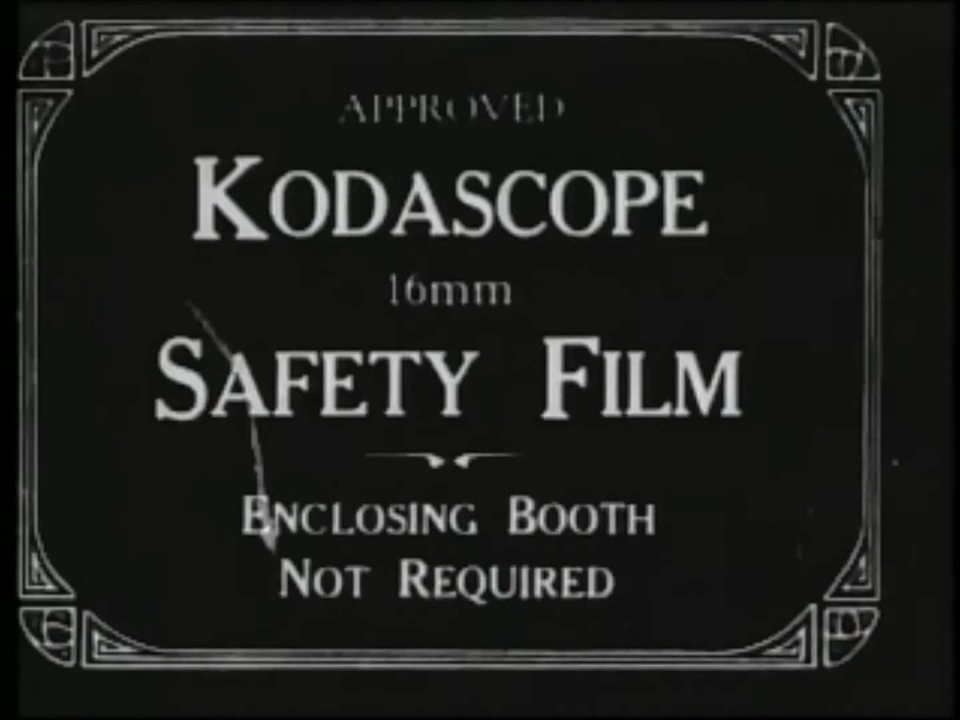 APPROVED
KODASCOPE
16mm
SAFETY FILM
ENCLOSING BOOTH
NOT REQUIRED